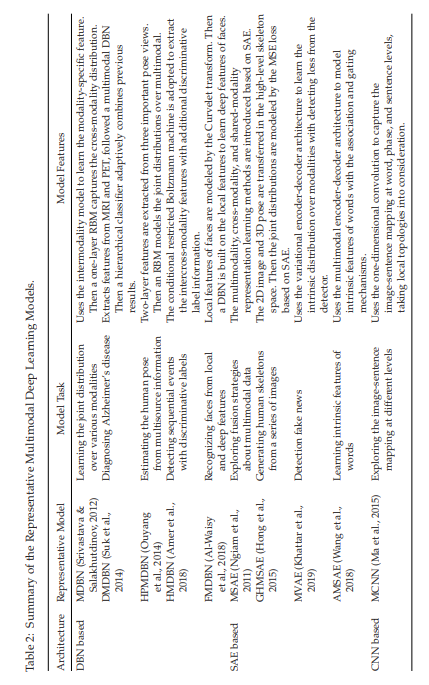 Table 2: Summary of the Representative Multimodal Deep Learning Models.
Architecture Representative Model Model Task Model Features
DBN based MDBN (Srivastava & Learning the joint distribution Uses the intermodality model to learn the modality-specific feature.
Salakhutdinov, 2012) over various modalities Then a one-layer RBM captures the cross-modality distribution.
DMDBN (Suk et al., Diagnosing Alzheimer's disease Extracts features from MRI and PET, followed a multimodal DBN
2014) Then a hierarchical classifier adaptively combines previous
results.
HPMDBN (Ouyang Estimating the human pose Two-layer features are extracted from three important pose views.
et al., 2014) from multisource information Then an RBM models the joint distributions over multimodal.
HMDBN (Amer et al., Detecting sequential events The conditional restricted Boltzmann machine is adopted to extract
2018) with discriminative labels the intercross-modality features with additional discriminative
label information.
FMDBN (Al-Waisy Recognizing faces from local Local features of faces are modeled by the Curvelet transform. Then
et al., 2018) and deep features a DBN is built on the local features to learn deep features of faces.
SAE based MSAE (Ngiam et al., Exploring fusion strategies The multimodality, cross-modality, and shared-modality
2011) about multimodal data representation learning methods are introduced based on SAE.
GHMSAE (Hong et al., Generating human skeletons The 2D image and 3D pose are transferred in the high-level skeleton
2015) from a series of images space. Then the joint distributions are modeled by the MSE loss
based on SAE.
MVAE (Khattar et al., Detection fake news Uses the variational encoder-decoder architecture to learn the
2019) intrinsic distribution over modalities with detecting loss from the
detector.
AMSAE (Wang et al., Learning intrinsic features of Uses the multimodal encoder-decoder architecture to model
2018) words intrinsic features of words with the association and gating
mechanisms.
CNN based MCNN (Ma et al., 2015) Exploring the image-sentence Uses the one-dimensional convolution to capture the
mapping at different levels image-sentence mapping at word, phase, and sentence levels,
taking local topologies into consideration.